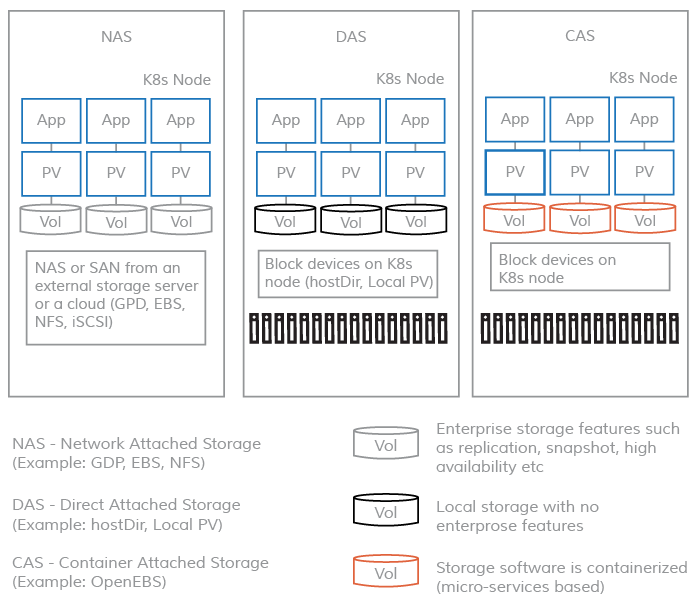 NAS
K8s Node
App App App
PV PV PV
Vol Vol Vol
NAS or SAN from an
external storage server
or a cloud (GPD, EBS,
NFS, iSCSI)
DAS
K8s Node
App App App
PV PV PV
Vol Vol Vol
Block devices on K8s
node (hostDir, Local PV)
CAS
K8s Node
App App App
PV PV PV
Vol Vol Vol
Block devices on
K8s node
NAS - Network Attached Storage
(Example: GDP, EBS, NFS)
DAS - Direct Attached Storage
(Example: hostDir, Local PV)
CAS - Container Attached Storage
(Example: OpenEBS)
Vol
Enterprise storage features such
as replication, snapshot, high
availability etc
Vol
Local storage with no
enterprose features
Vol
Storage software is containerized
(micro-services based)